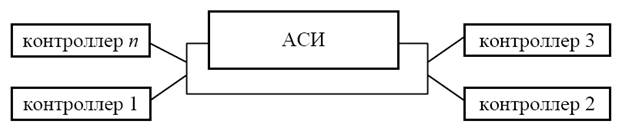 контроллер n
АСИ
контроллер 3
контроллер 1
контроллер 2